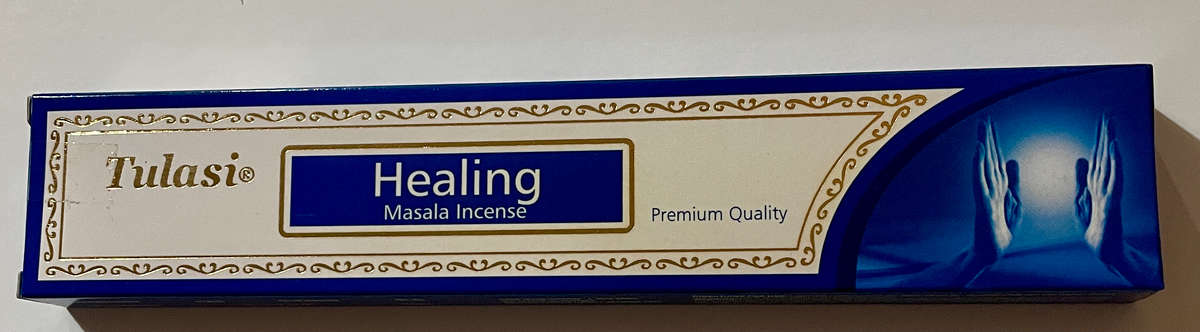 Tulasi®
Healing
Masala Incense
Premium Quality